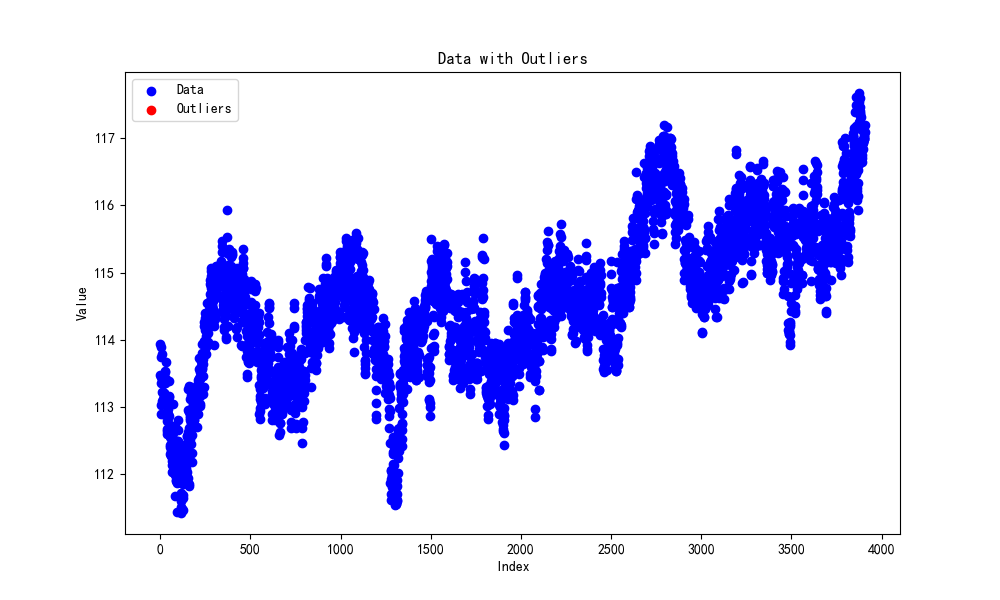 Data with Outliers
Data
Outliers
117
116
115
114
113
112
Value
0 500 1000 1500 2000 2500 3000 3500 4000
Index